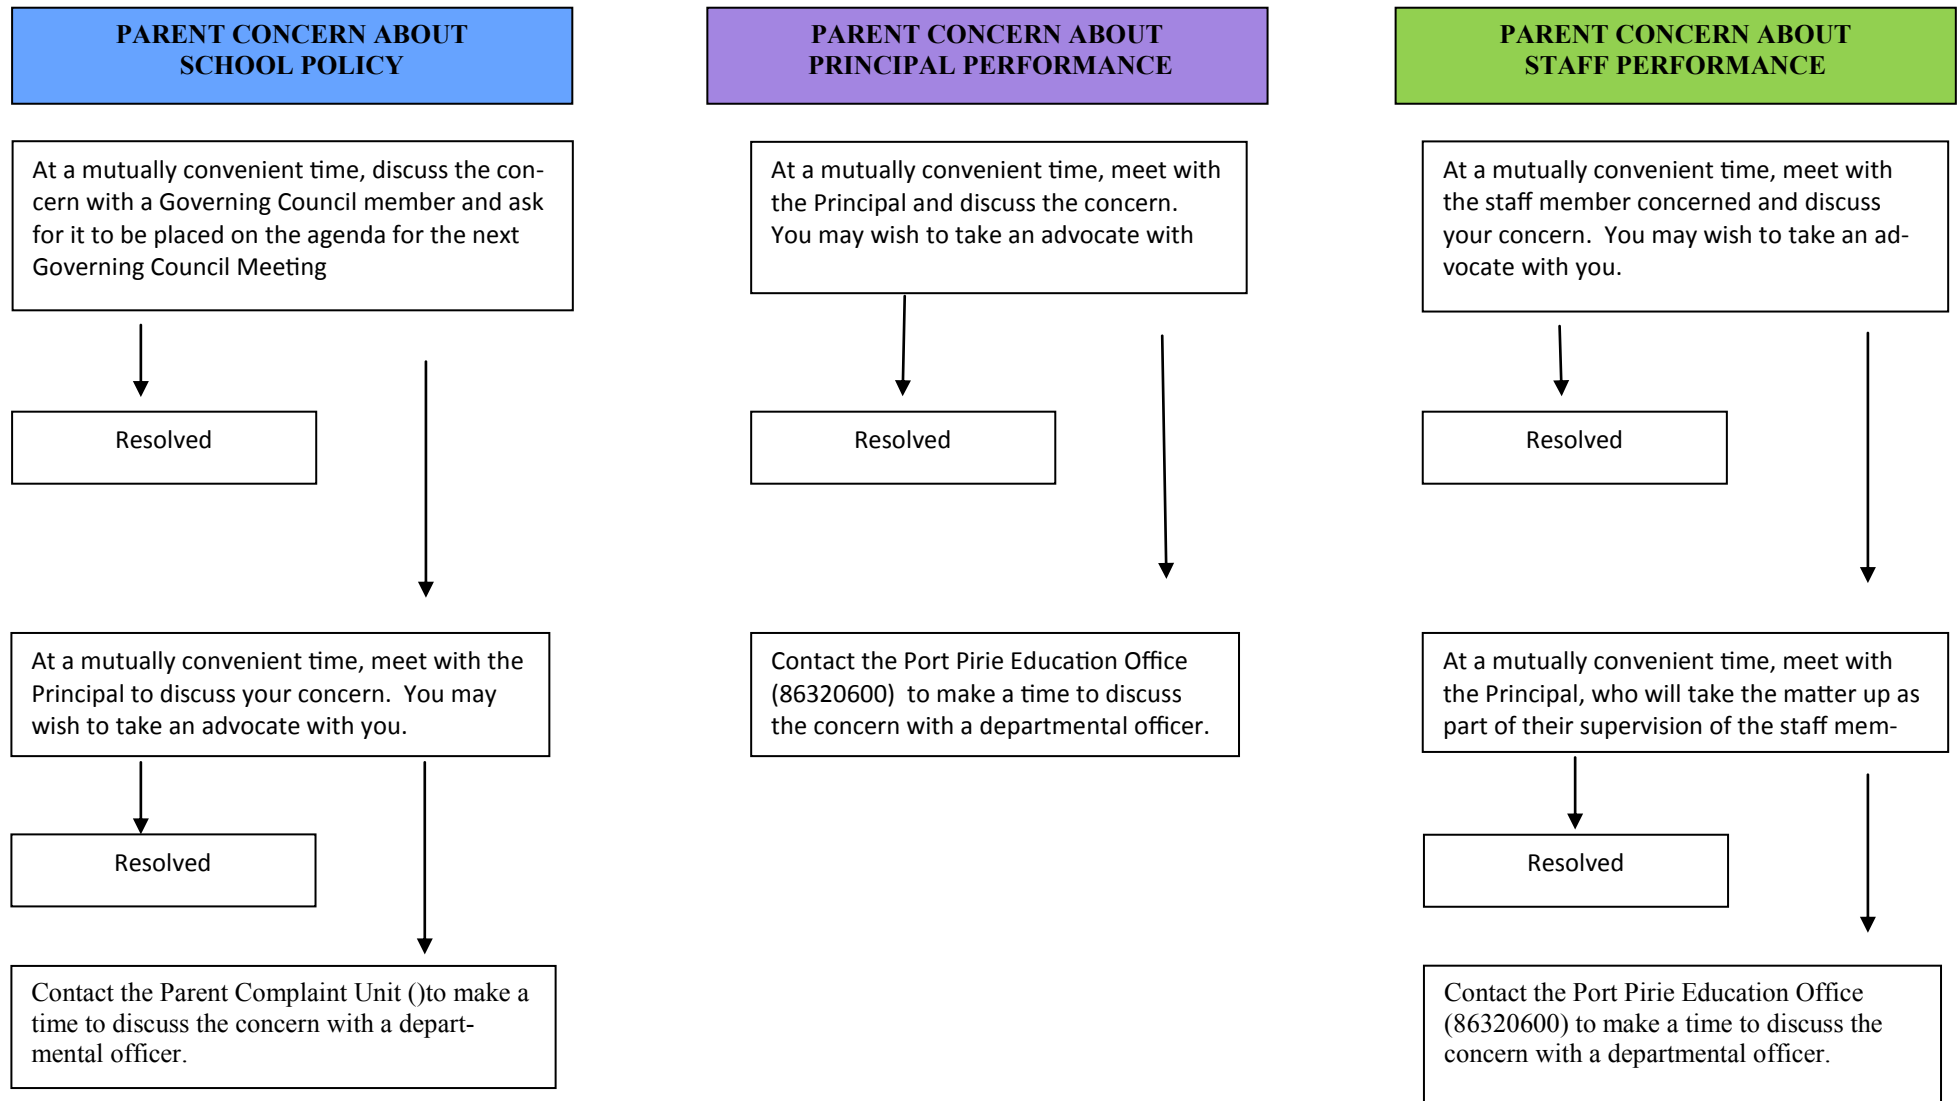 PARENT CONCERN ABOUT
SCHOOL POLICY
At a mutually convenient time, discuss the con-
cern with a Governing Council member and ask
for it to be placed on the agenda for the next
Governing Council Meeting
Resolved
At a mutually convenient time, meet with the
Principal to discuss your concern.  You may
wish to take an advocate with you.
Resolved
Contact the Parent Complaint Unit ()to make a
time to discuss the concern with a depart-
mental officer.
PARENT CONCERN ABOUT
PRINCIPAL PERFORMANCE
At a mutually convenient time, meet with
the Principal and discuss the concern.
You may wish to take an advocate with
Resolved
Contact the Port Pirie Education Office
(86320600)  to make a time to discuss
the concern with a departmental officer.
PARENT CONCERN ABOUT
STAFF PERFORMANCE
At a mutually convenient time, meet with
the staff member concerned and discuss
your concern.  You may wish to take an ad-
vocate with you.
Resolved
At a mutually convenient time, meet with
the Principal, who will take the matter up as
part of their supervision of the staff mem-
Resolved
Contact the Port Pirie Education Office
(86320600) to make a time to discuss the
concern with a departmental officer.